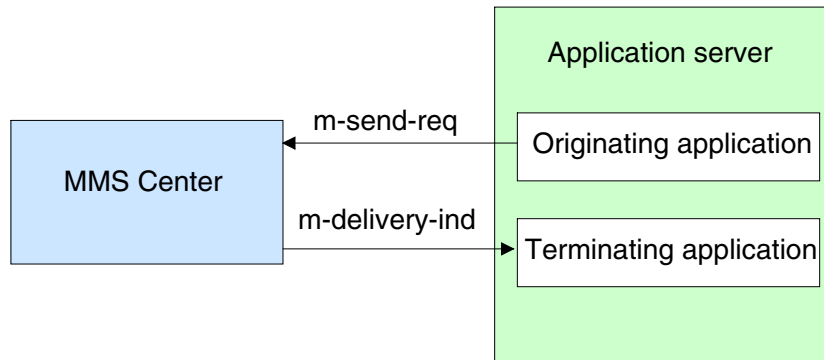 Application server
m-send-req
Originating application
MMS Center
m-delivery-ind
Terminating application